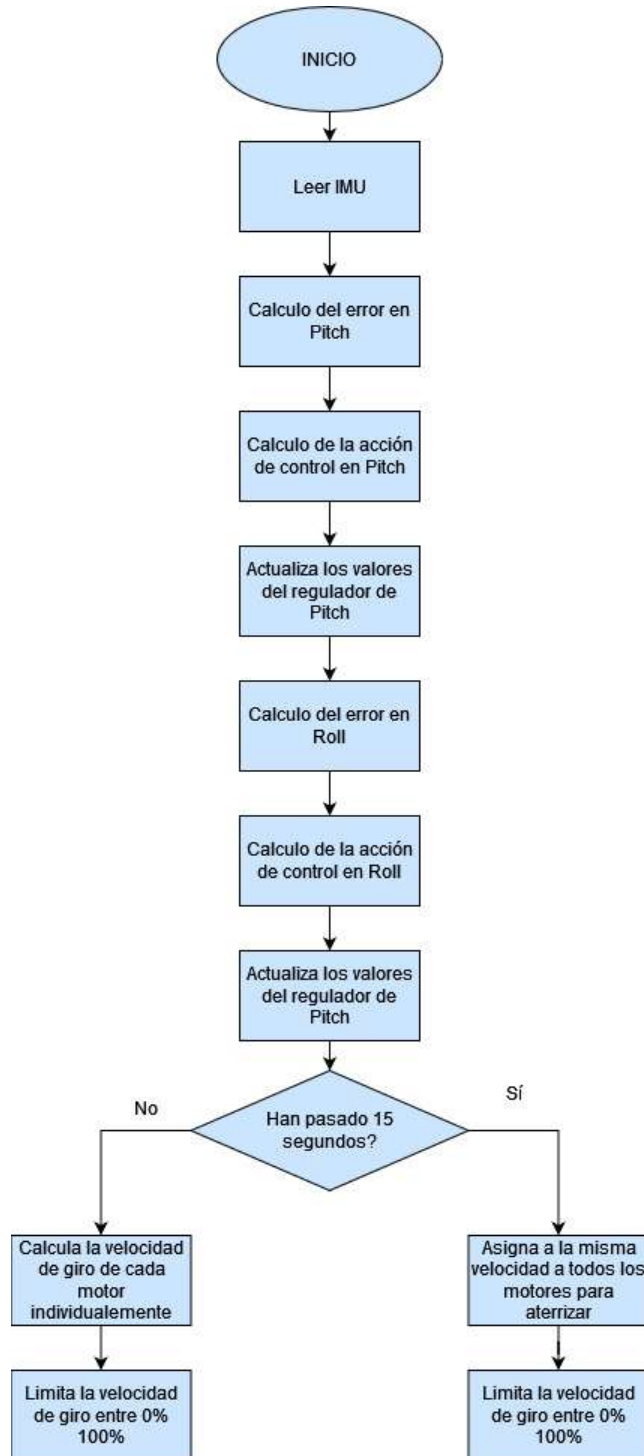 INICIO
Leer IMU
Calculo del error en
Pitch
Calculo de la acción
de control en Pitch
Actualiza los valores
del regulador de
Pitch
Calculo del error en
Roll
Calculo de la acción
de control en Roll
Actualiza los valores
del regulador de
Pitch
Han pasado 15
segundos?
No
Sí
Calcula la velocidad
de giro de cada
motor
individualemente
Limita la velocidad
de giro entre 0%
100%
Asigna a la misma
velocidad a todos los
motores para
aterrizar
Limita la velocidad
de giro entre 0%
100%